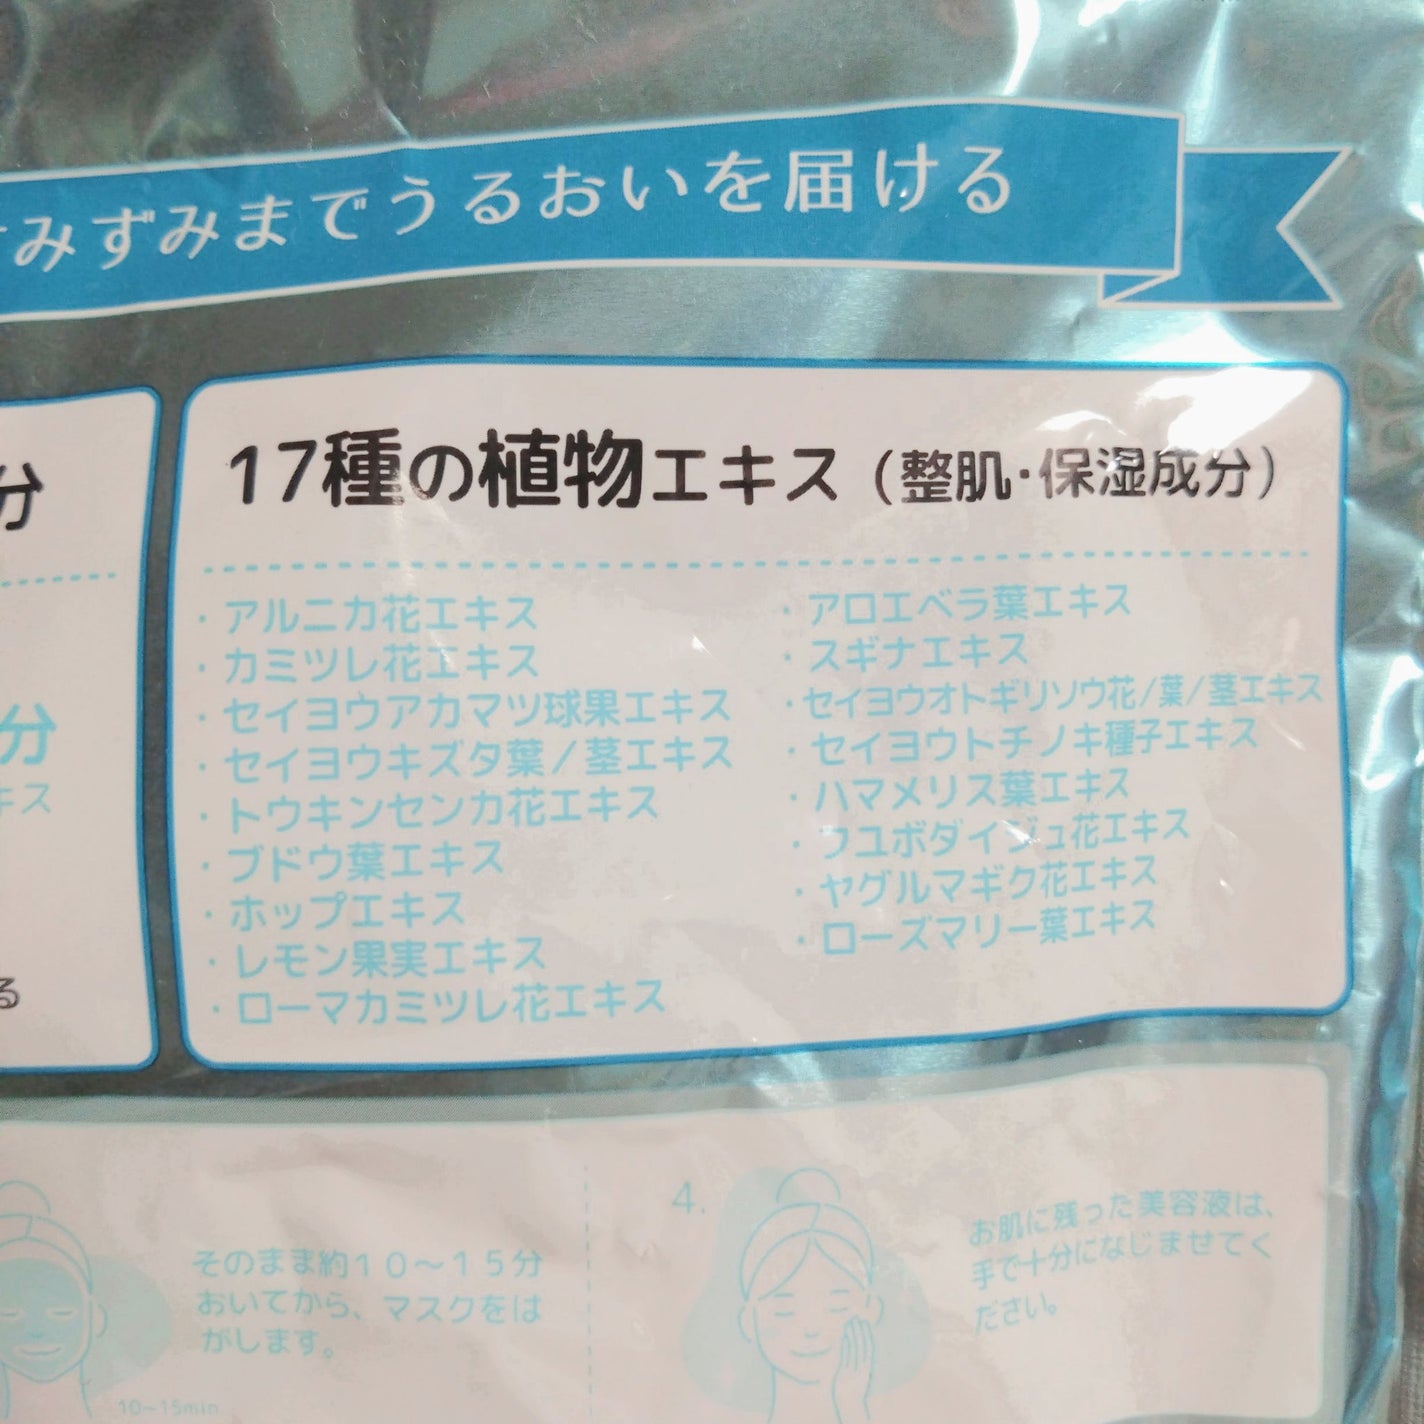 みずみまでうるおいを届ける
分
分
キス
る
17種の植物エキス（整肌・保湿成分）
・アルニカ花エキス
・カミツレ花エキス
・セイヨウアカマツ球果エキス
・セイヨウキズタ葉/茎エキス
・トウキンセンカ花エキス
・ブドウ葉エキス
・ホップエキス
・レモン果実エキス
・ローマカミツレ花エキス
・アロエベラ葉エキス
・スギナエキス
・セイヨウオトギリソウ花/葉/茎エキス
・セイヨウトチノキ種子エキス
・ハマメリス葉エキス
・フユボダイジュ花エキス
・ヤグルマギク花エキス
・ローズマリー葉エキス
そのまま約10～15分
おいてから、マスクをは
がします。
10~15min
4.
お肌に残った美容液は、
手で十分になじませてく
ださい。